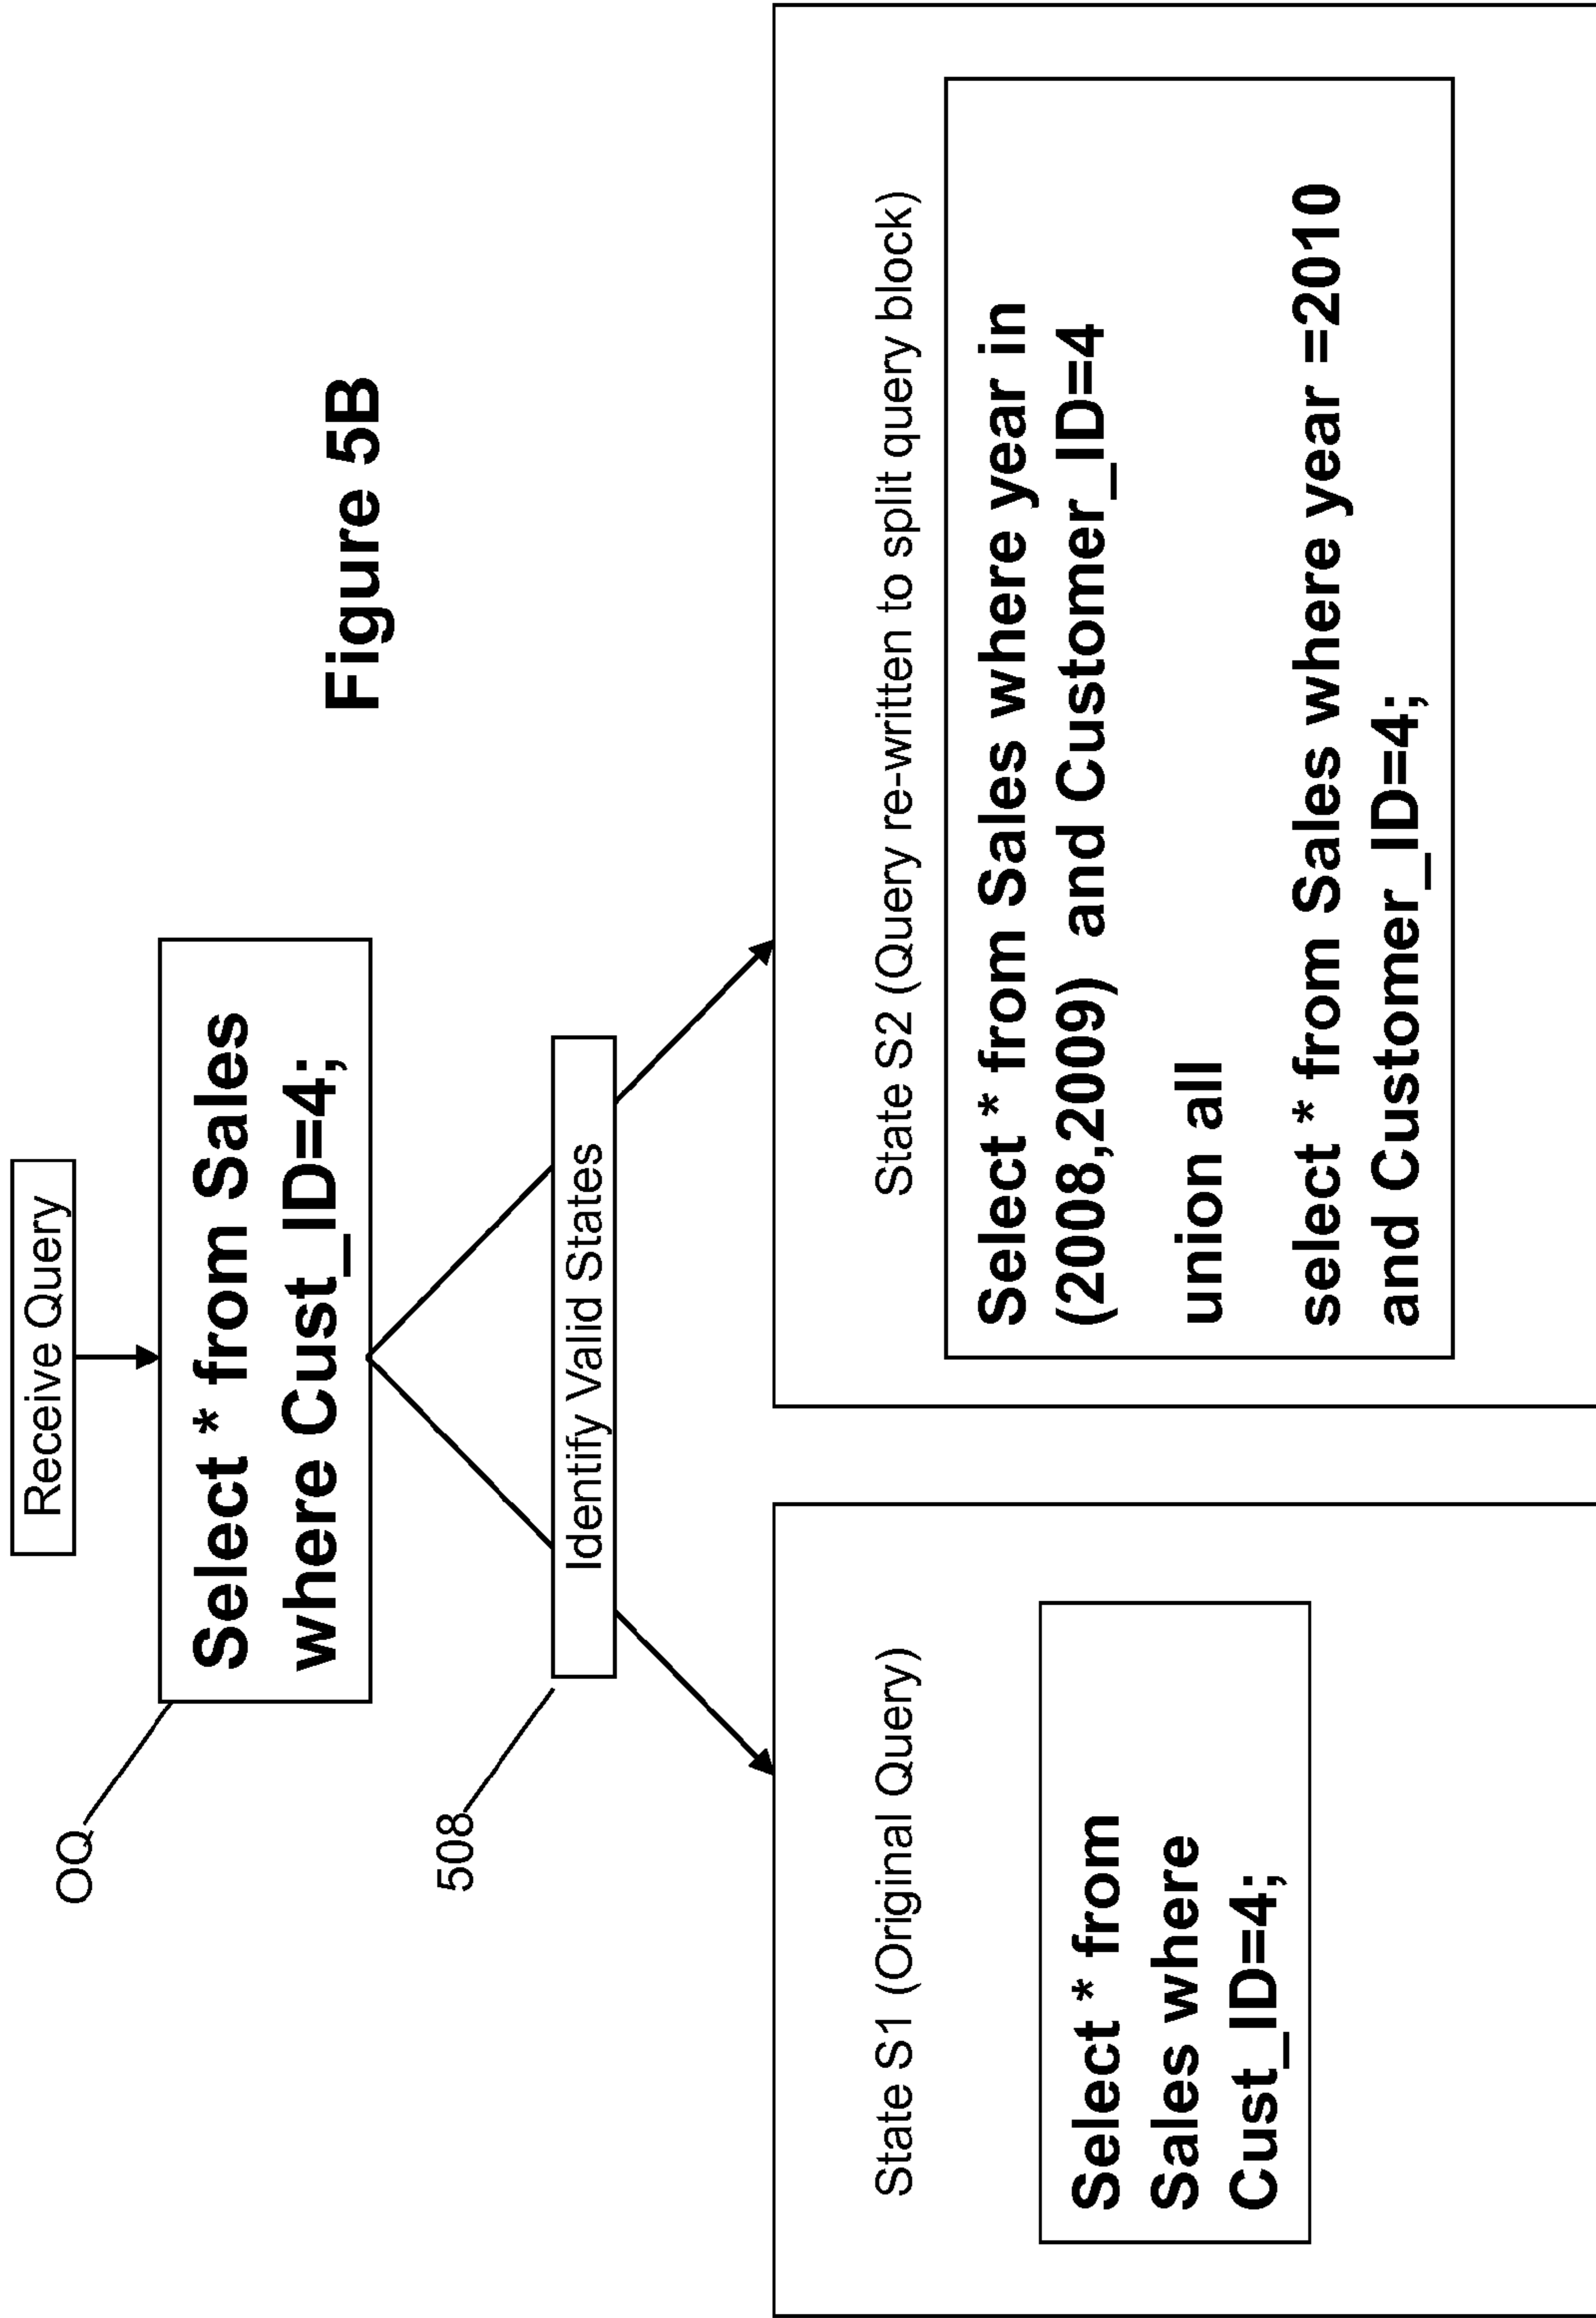 Receive Query
OQ
Select * from Sales
where Cust_ID=4;
Figure 5B
508
Identify Valid States
State S1 (Original Query)
Select * from
Sales where
Cust_ID=4;
State S2 (Query re-written to split query block)
Select * from Sales where year in
(2008,2009) and Customer_ID=4
union all
select * from Sales where year =2010
and Customer_ID=4;